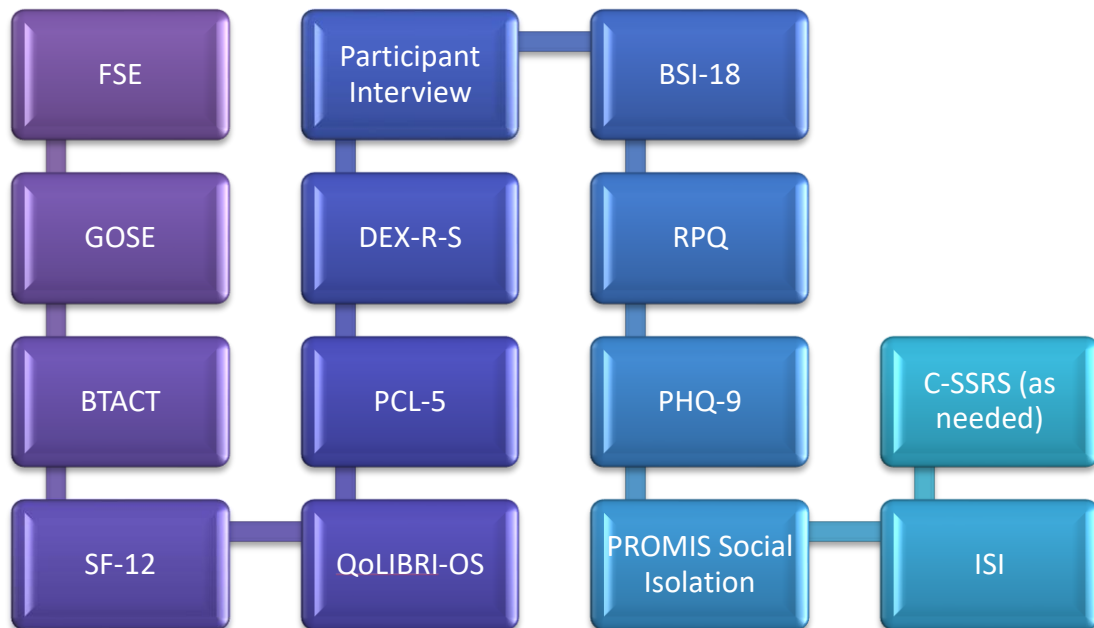 FSE
GOSE
BTACT
SF-12
QoLIBRI-OS
PCL-5
DEX-R-S
Participant
Interview
BSI-18
RPQ
PHQ-9
PROMIS Social
Isolation
ISI
C-SSRS (as
needed)